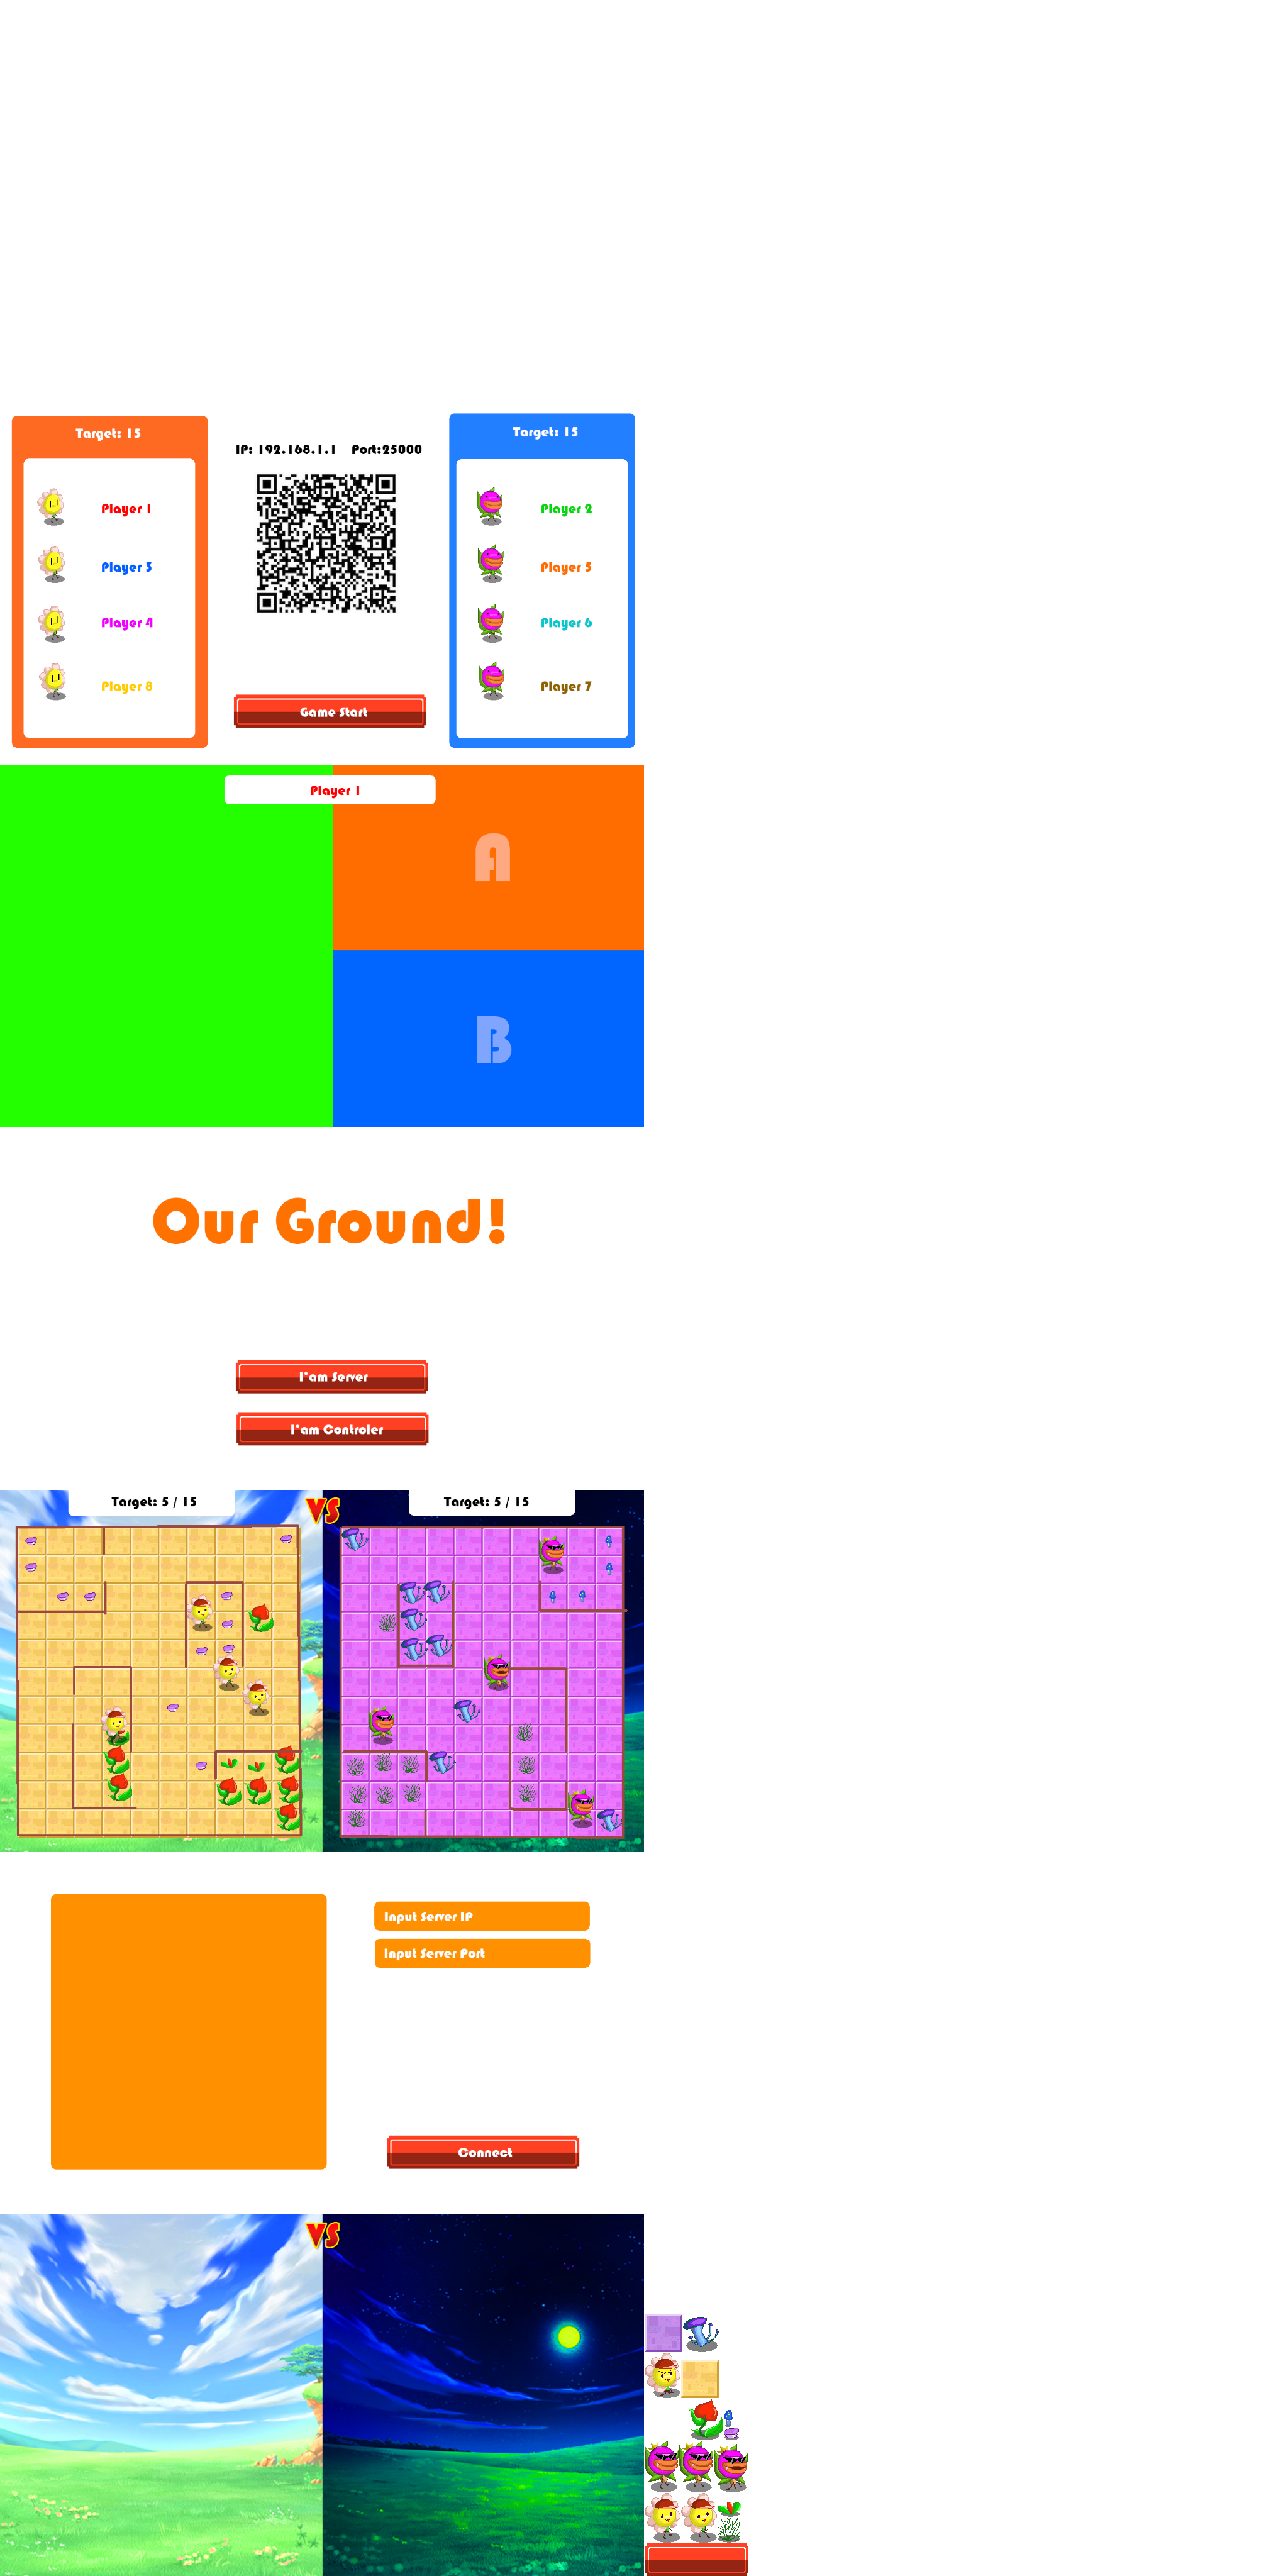 Target: 15
Player 1
Player 3
Player 4
Player 8
IP: 192.168.1.1 Port:25000
Game Start
Target: 15
Player 2
Player 5
Player 6
Player 7
Player 1
A
B
Our Ground!
I'am Server
I'am Controler
Target: 5 / 15
VS
Target: 5 / 15
Input Server IP
Input Server Port
Connect
VS